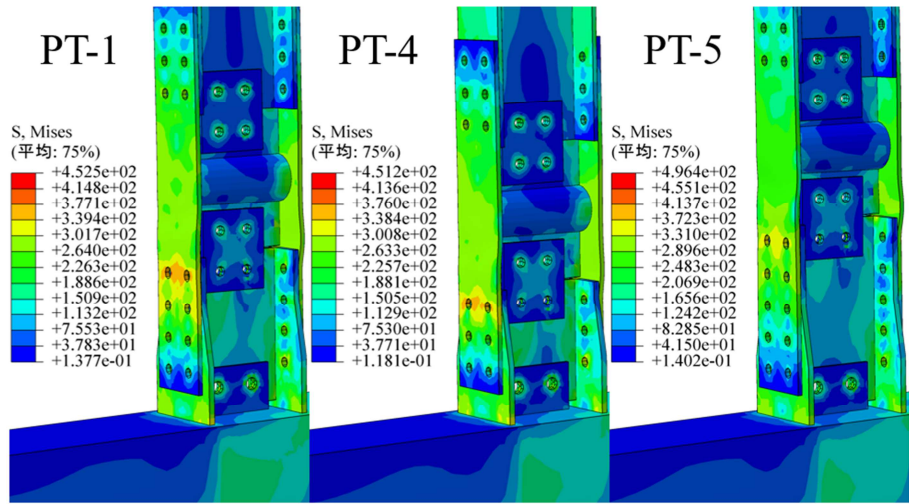 PT-1
S, Mises
(平均: 75%)
+4.525e+02
+4.148e+02
+3.771e+02
+3.394e+02
+3.017e+02
+2.640e+02
+2.263e+02
+1.886e+02
+1.509e+02
+1.132e+02
+7.553e+01
+3.783e+01
+1.377e-01
PT-4
S, Mises
(平均: 75%)
+4.512e+02
+4.136e+02
+3.760e+02
+3.384e+02
+3.008e+02
+2.633e+02
+2.257e+02
+1.881e+02
+1.505e+02
+1.129e+02
+7.530e+01
+3.771e+01
+1.181e-01
PT-5
S, Mises
(平均: 75%)
+4.964e+02
+4.551e+02
+4.137e+02
+3.723e+02
+3.310e+02
+2.896e+02
+2.483e+02
+2.069e+02
+1.656e+02
+1.242e+02
+8.285e+01
+4.150e+01
+1.402e-01